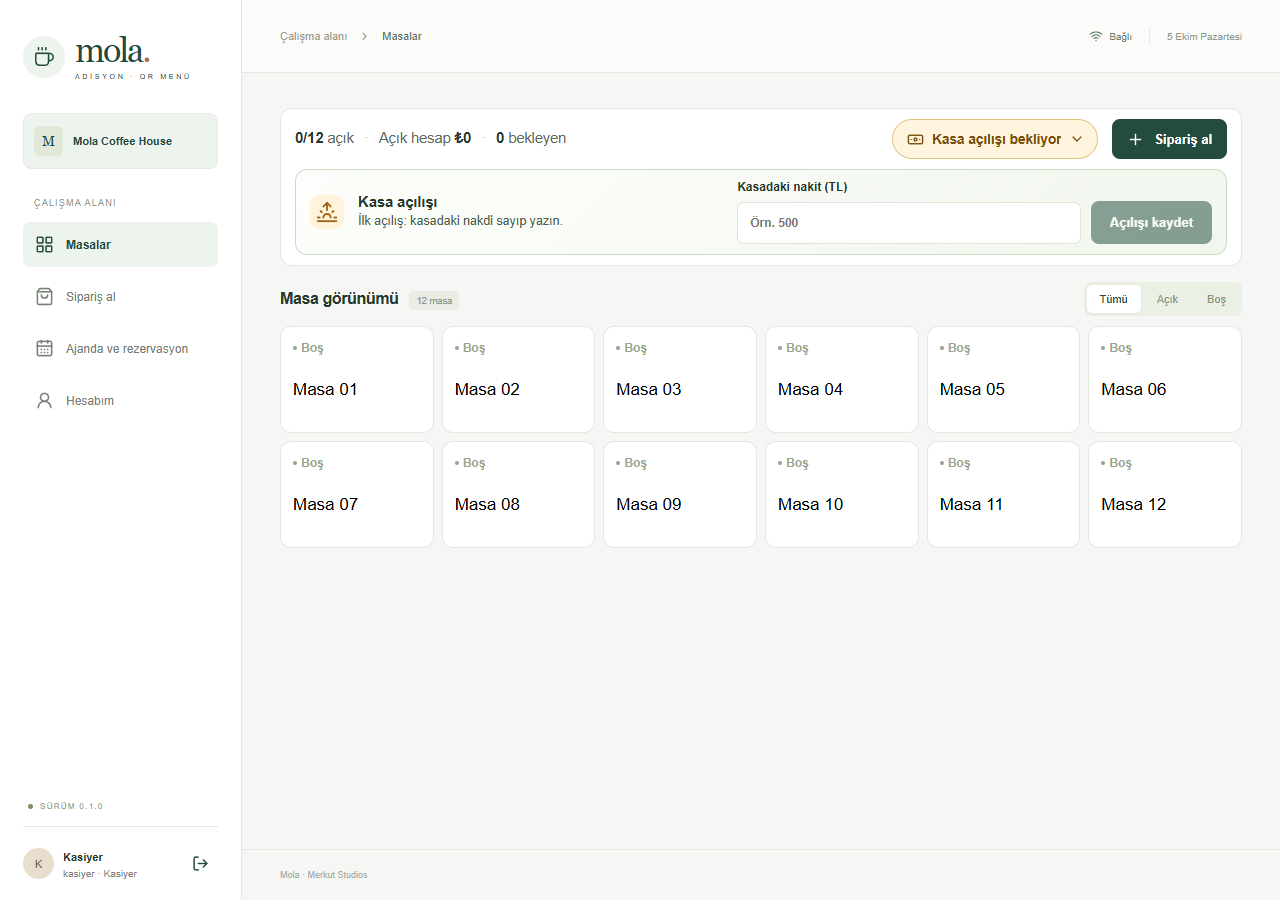 mola.
ADİSYON · QR MENÜ
M
Mola Coffee House
ÇALIŞMA ALANI
Masalar
Sipariş al
Ajanda ve rezervasyon
Hesabım
SÜRÜM 0.1.0
K
Kasiyer
kasiyer · Kasiyer
Çalışma alanı > Masalar
Bağlı
5 Ekim Pazartesi
0/12 açık · Açık hesap ₺0 · 0 bekleyen
Kasa açılışı bekliyor
Sipariş al
Kasa açılışı
İlk açılış: kasadaki nakdi sayıp yazın.
Kasadaki nakit (TL)
Örn. 500
Açılışı kaydet
Masa görünümü
12 masa
Tümü
Açık
Boş
Boş
Masa 01
Boş
Masa 02
Boş
Masa 03
Boş
Masa 04
Boş
Masa 05
Boş
Masa 06
Boş
Masa 07
Boş
Masa 08
Boş
Masa 09
Boş
Masa 10
Boş
Masa 11
Boş
Masa 12
Mola · Merkut Studios